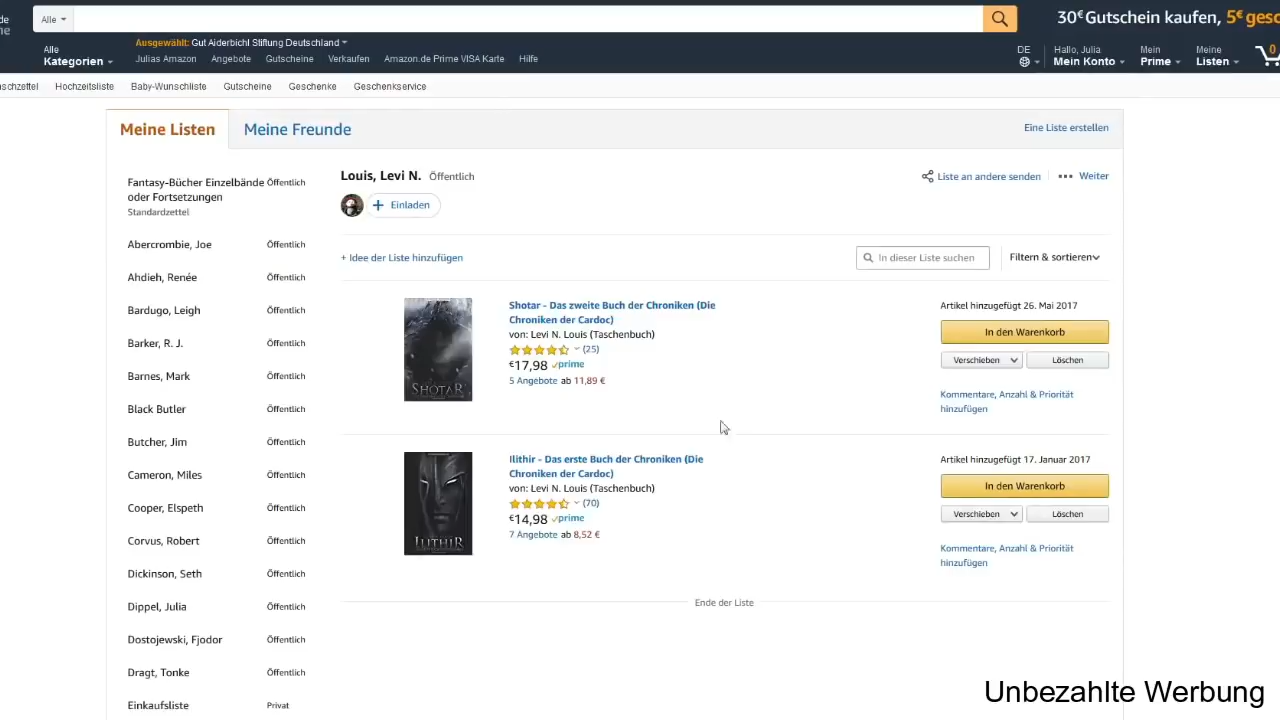 de
ne
Alle
30€ Gutschein kaufen, 5€ gesc
Alle
Kategorien
Ausgewählt: Gut Aiderbichl Stiftung Deutschland
Julias Amazon Angebote Gutscheine Verkaufen Amazon.de Prime VISA Karte Hilfe
DE
Hallo, Julia
Mein Konto
Mein
Prime
Meine
Listen
0
schzettel Hochzeitsliste Baby-Wunschliste Gutscheine Geschenke Geschenkservice
Meine Listen Meine Freunde Eine Liste erstellen
Fantasy-Bücher Einzelbände Öffentlich
oder Fortsetzungen
Standardzettel
Abercrombie, Joe Öffentlich
Ahdieh, Renée Öffentlich
Bardugo, Leigh Öffentlich
Barker, R. J. Öffentlich
Barnes, Mark Öffentlich
Black Butler Öffentlich
Butcher, Jim Öffentlich
Cameron, Miles Öffentlich
Cooper, Elspeth Öffentlich
Corvus, Robert Öffentlich
Dickinson, Seth Öffentlich
Dippel, Julia Öffentlich
Dostojewski, Fjodor Öffentlich
Dragt, Tonke Öffentlich
Einkaufsliste Privat
Louis, Levi N. Öffentlich
Liste an andere senden Weiter
+ Einladen
+ Idee der Liste hinzufügen
In dieser Liste suchen
Filtern & sortieren
SHOTAR
Shotar - Das zweite Buch der Chroniken (Die
Chroniken der Cardoc)
von: Levi N. Louis (Taschenbuch)
(25)
€17,98 prime
5 Angebote ab 11,89 €
Artikel hinzugefügt 26. Mai 2017
In den Warenkorb
Verschieben Löschen
Kommentare, Anzahl & Priorität
hinzufügen
ILITHIR
Ilithir - Das erste Buch der Chroniken (Die
Chroniken der Cardoc)
von: Levi N. Louis (Taschenbuch)
(70)
€14,98 prime
7 Angebote ab 8,52 €
Artikel hinzugefügt 17. Januar 2017
In den Warenkorb
Verschieben Löschen
Kommentare, Anzahl & Priorität
hinzufügen
Ende der Liste
Unbezahlte Werbung